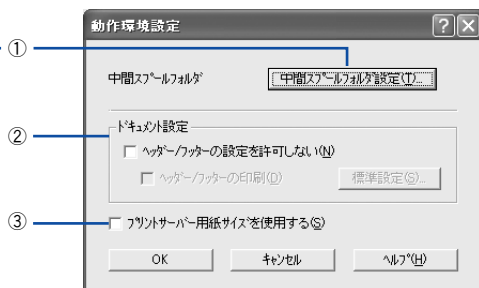 動作環境設定
①
中間ｽﾌﾟｰﾙﾌｫﾙﾀﾞ 中間ｽﾌﾟｰﾙﾌｫﾙﾀﾞ設定(T)...
②
ﾄﾞｷｭﾒﾝﾄ設定
ﾍｯﾀﾞｰ/ﾌｯﾀｰの設定を許可しない(N)
ﾍｯﾀﾞｰ/ﾌｯﾀｰの印刷(D) 標準設定(S)...
③
ﾌﾟﾘﾝﾄｻｰﾊﾞｰ用紙ｻｲｽﾞを使用する(S)
OK ｷｬﾝｾﾙ ﾍﾙﾌﾟ(H)